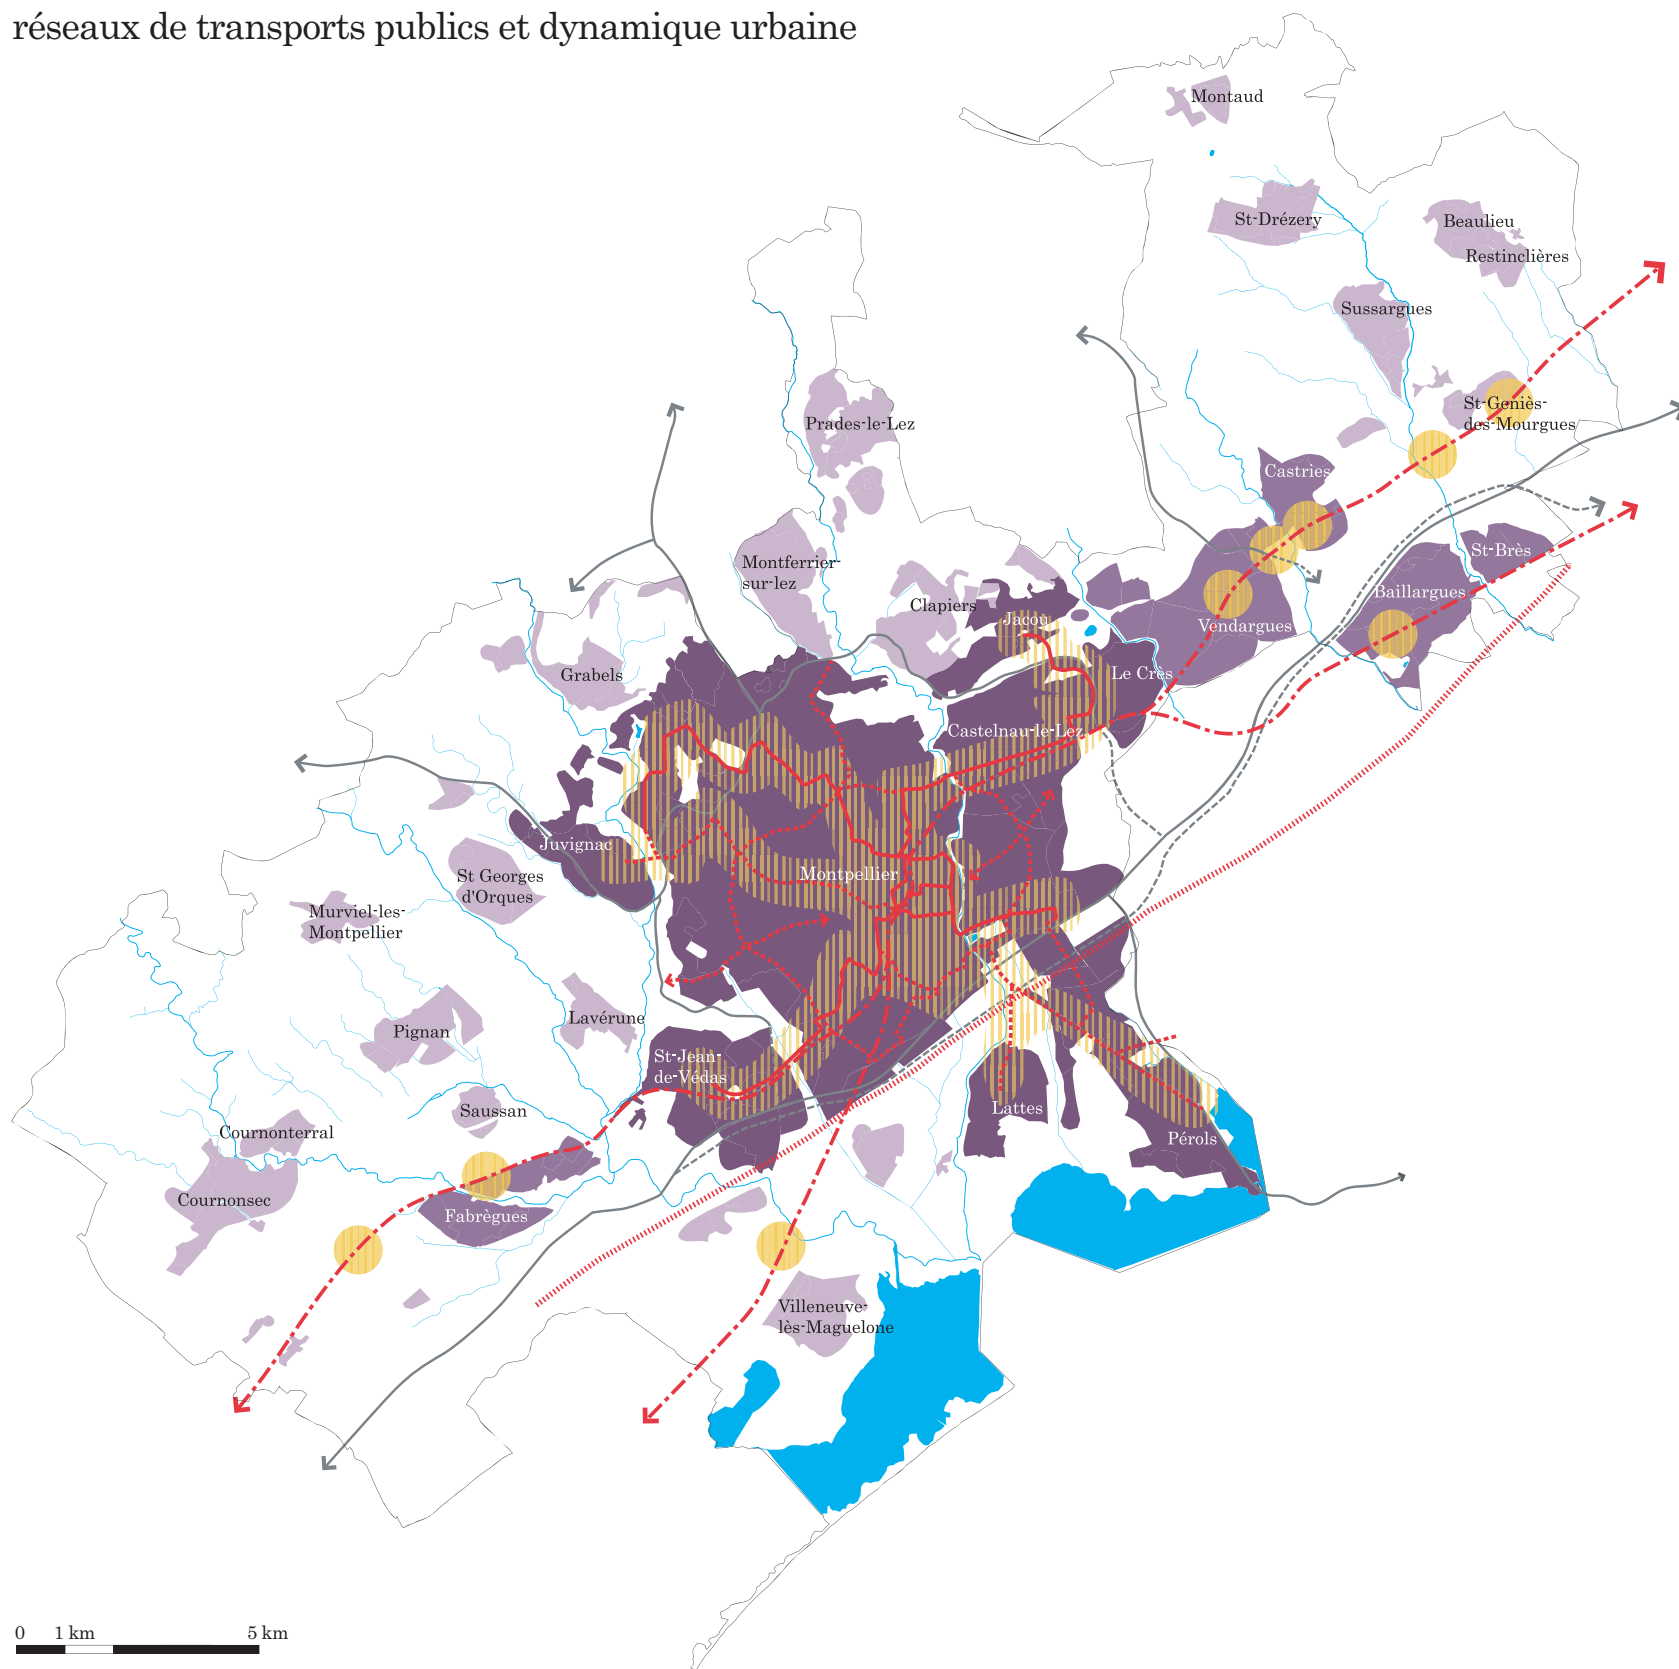 réseaux de transports publics et dynamique urbaine
Montaud
St-Drézery
Beaulieu
Restinclières
Sussargues
St-Geniès-
des-Mourgues
Prades-le-Lez
Castries
Montferrier-
sur-lez
St-Brès
Baillargues
Clapiers
Jacou
Vendargues
Grabels
Le Crès
Castelnau-le-Lez
Juvignac
Montpellier
St Georges
d'Orques
Murviel-les-
Montpellier
Lavérune
Pignan
St-Jean-
de-Védas
Saussan
Lattes
Cournonterral
Pérols
Cournonsec
Fabrègues
Villeneuve-
lès-Maguelone
0 1 km 5 km